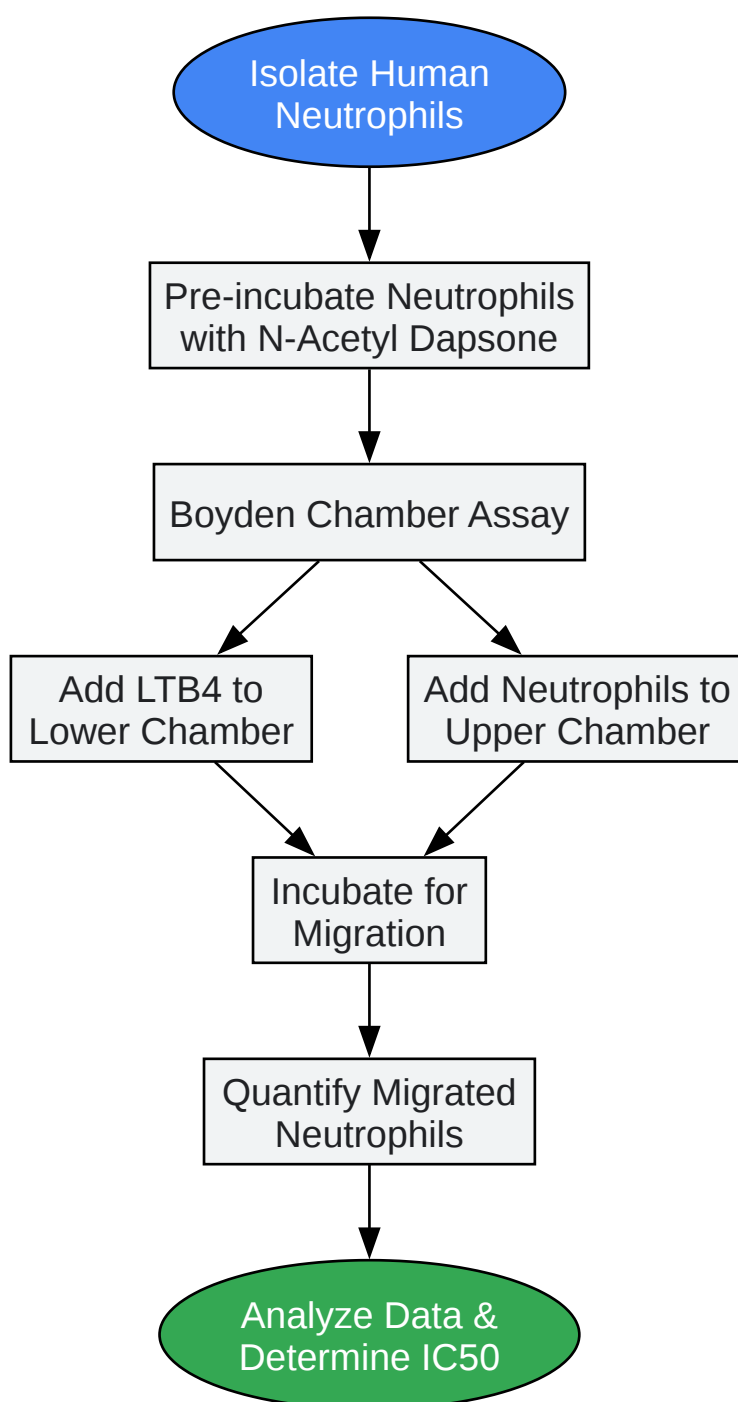 Isolate Human
Neutrophils
Pre-incubate Neutrophils
with N-Acetyl Dapsone
Boyden Chamber Assay
Add LTB4 to
Lower Chamber
Add Neutrophils to
Upper Chamber
Incubate for
Migration
Quantify Migrated
Neutrophils
Analyze Data &
Determine IC50